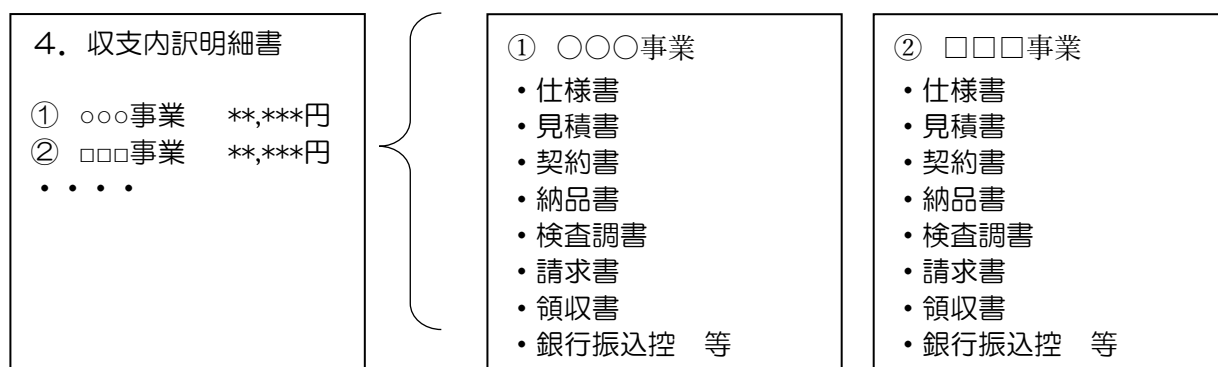 ４．収支内訳明細書
① ○○○事業　**,***円
② □□□事業　**,***円
・・・・
① ○○○事業
・仕様書
・見積書
・契約書
・納品書
・検査調書
・請求書
・領収書
・銀行振込控　等
② □□□事業
・仕様書
・見積書
・契約書
・納品書
・検査調書
・請求書
・領収書
・銀行振込控　等